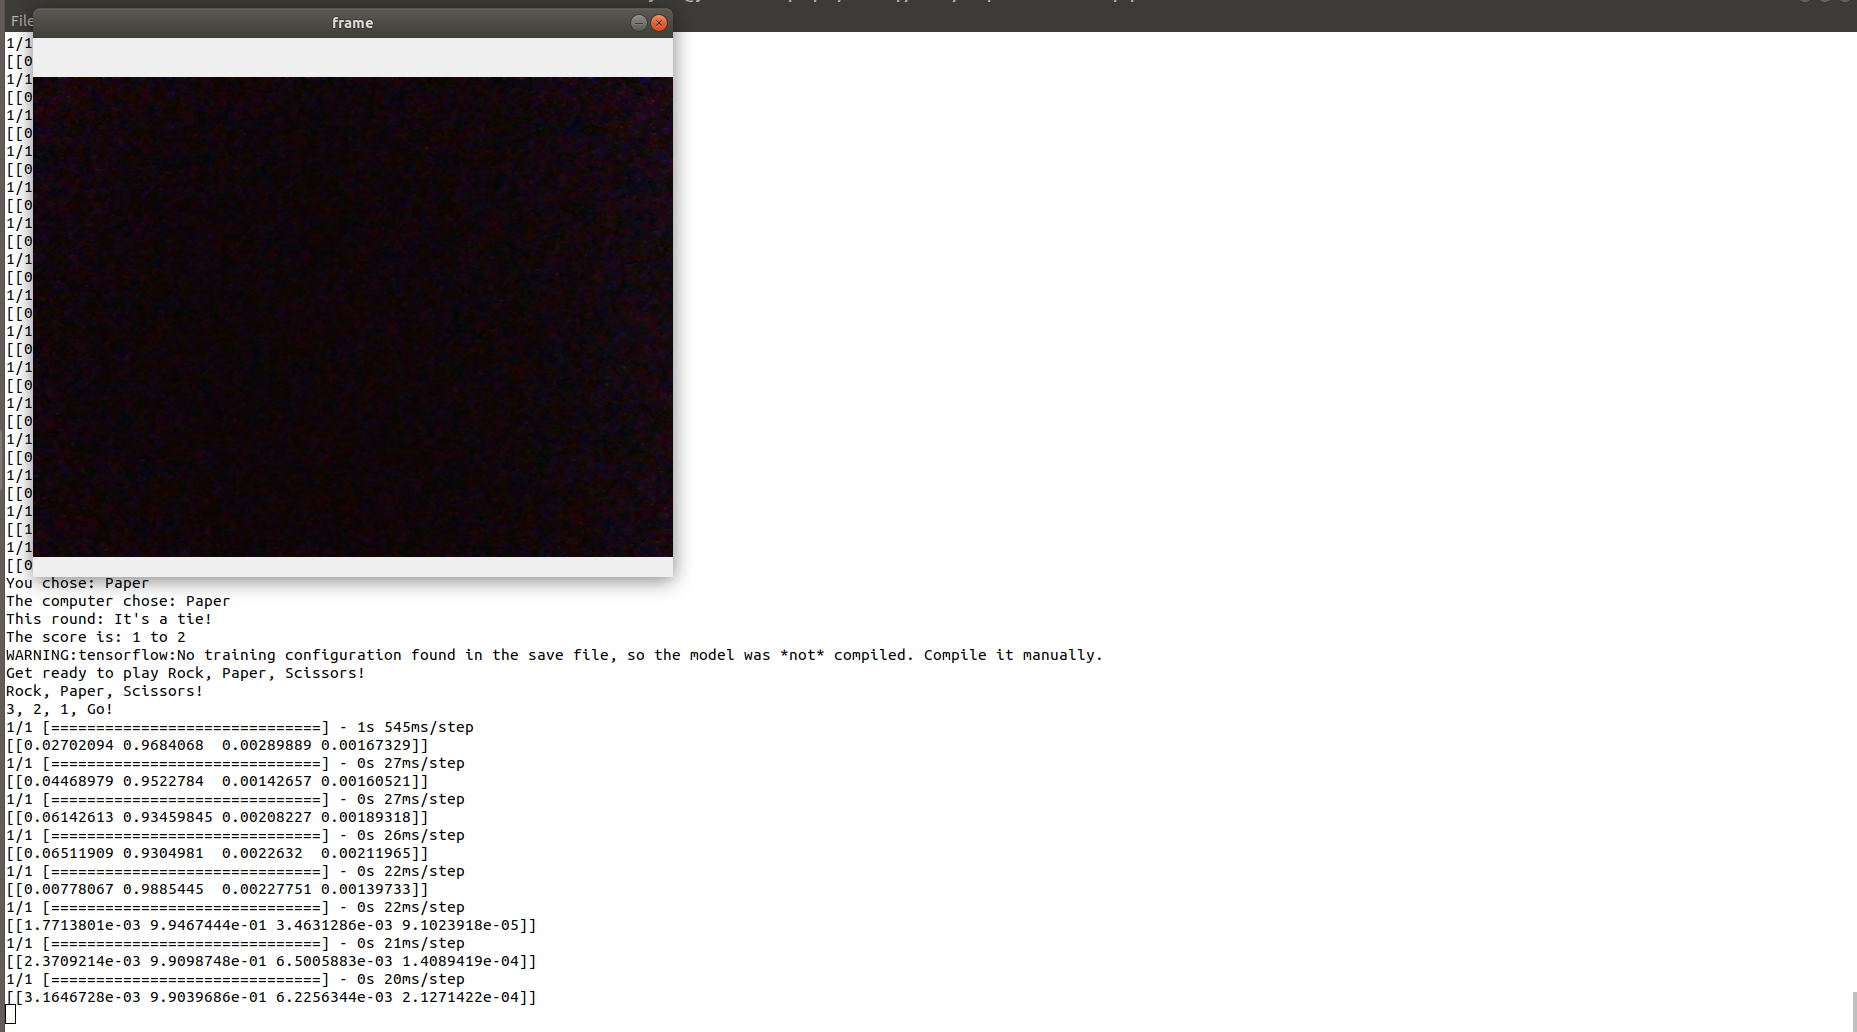 File
frame
1/1
[[0
1/1
[[0
1/1
[[0
1/1
[[0
1/1
[[0
1/1
[[0
1/1
[[0
1/1
[[0
1/1
[[0
1/1
[[0
1/1
[[0
1/1
[[0
1/1
[[0
1/1
[[1
1/1
[[0
You chose: Paper
The computer chose: Paper
This round: It's a tie!
The score is: 1 to 2
WARNING:tensorflow:No training configuration found in the save file, so the model was *not* compiled. Compile it manually.
Get ready to play Rock, Paper, Scissors!
Rock, Paper, Scissors!
3, 2, 1, Go!
1/1 [==============================] - 1s 545ms/step
[[0.02702094 0.9684068  0.00289889 0.00167329]]
1/1 [==============================] - 0s 27ms/step
[[0.04468979 0.9522784  0.00142657 0.00160521]]
1/1 [==============================] - 0s 27ms/step
[[0.06142613 0.93459845 0.00208227 0.00189318]]
1/1 [==============================] - 0s 26ms/step
[[0.06511909 0.9304981  0.0022632  0.00211965]]
1/1 [==============================] - 0s 22ms/step
[[0.00778067 0.9885445  0.00227751 0.00139733]]
1/1 [==============================] - 0s 22ms/step
[[1.7713801e-03 9.9467444e-01 3.4631286e-03 9.1023918e-05]]
1/1 [==============================] - 0s 21ms/step
[[2.3709214e-03 9.9098748e-01 6.5005883e-03 1.4089419e-04]]
1/1 [==============================] - 0s 20ms/step
[[3.1646728e-03 9.9039686e-01 6.2256344e-03 2.1271422e-04]]